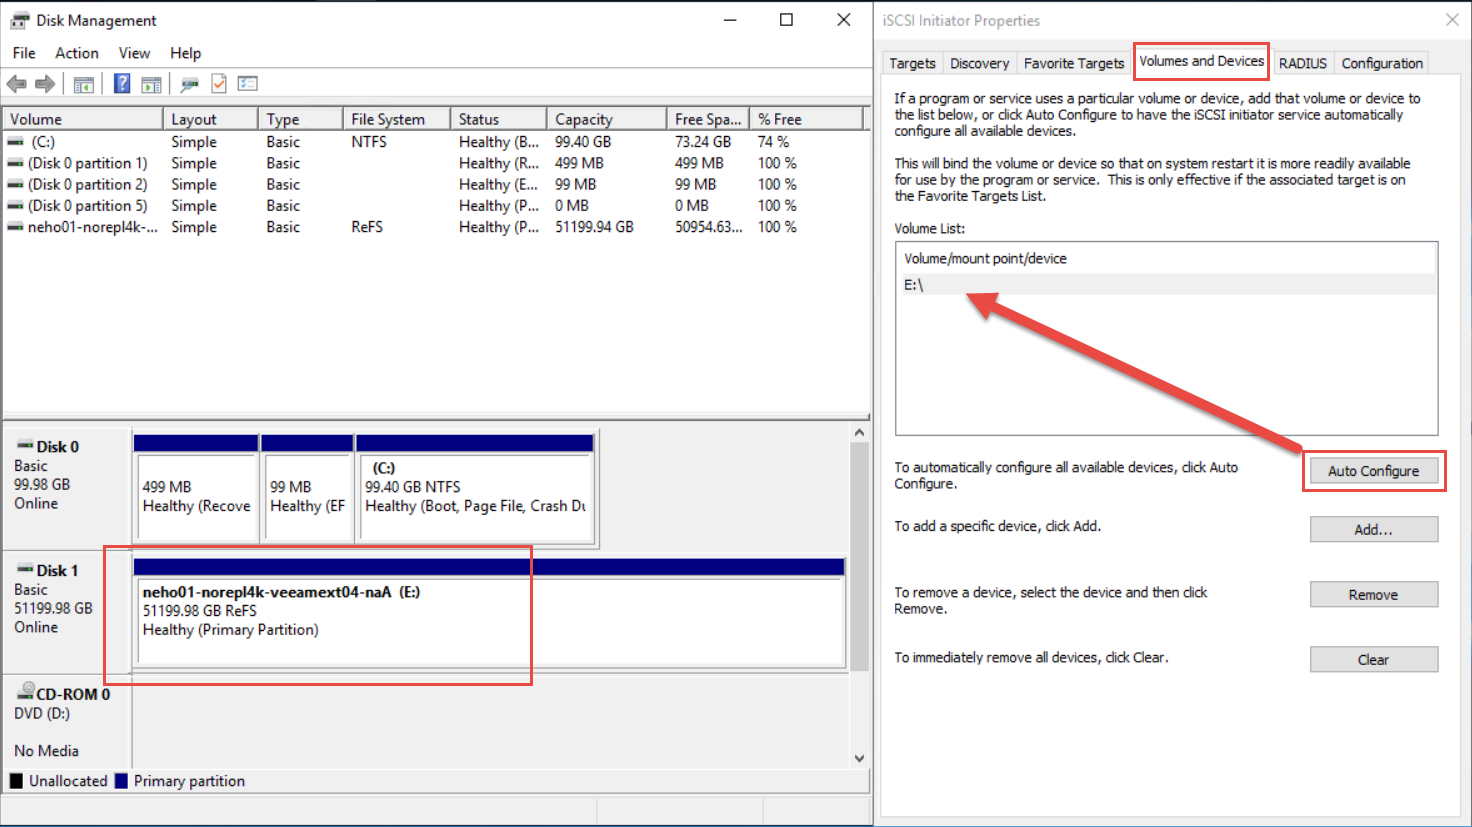 Disk Management
File Action View Help
Volume Layout Type File System Status Capacity Free Spa... % Free
(C:) Simple Basic NTFS Healthy (B... 99.40 GB 73.24 GB 74 %
(Disk 0 partition 1) Simple Basic Healthy (R... 499 MB 499 MB 100 %
(Disk 0 partition 2) Simple Basic Healthy (E... 99 MB 99 MB 100 %
(Disk 0 partition 5) Simple Basic Healthy (P... 0 MB 0 MB 100 %
neho01-norepl4k-... Simple Basic ReFS Healthy (P... 51199.94 GB 50954.63... 100 %
Disk 0
Basic
99.98 GB
Online
499 MB
Healthy (Recove
99 MB
Healthy (EF
(C:)
99.40 GB NTFS
Healthy (Boot, Page File, Crash Du
Disk 1
Basic
51199.98 GB
Online
neho01-norepl4k-veeamext04-naA (E:)
51199.98 GB ReFS
Healthy (Primary Partition)
CD-ROM 0
DVD (D:)
No Media
Unallocated Primary partition
iSCSI Initiator Properties
Targets Discovery Favorite Targets Volumes and Devices RADIUS Configuration
If a program or service uses a particular volume or device, add that volume or device to
the list below, or click Auto Configure to have the iSCSI initiator service automatically
configure all available devices.
This will bind the volume or device so that on system restart it is more readily available
for use by the program or service. This is only effective if the associated target is on
the Favorite Targets List.
Volume List:
Volume/mount point/device
E:\
To automatically configure all available devices, click Auto
Configure.
Auto Configure
To add a specific device, click Add.
Add...
To remove a device, select the device and then click
Remove.
Remove
To immediately remove all devices, click Clear.
Clear